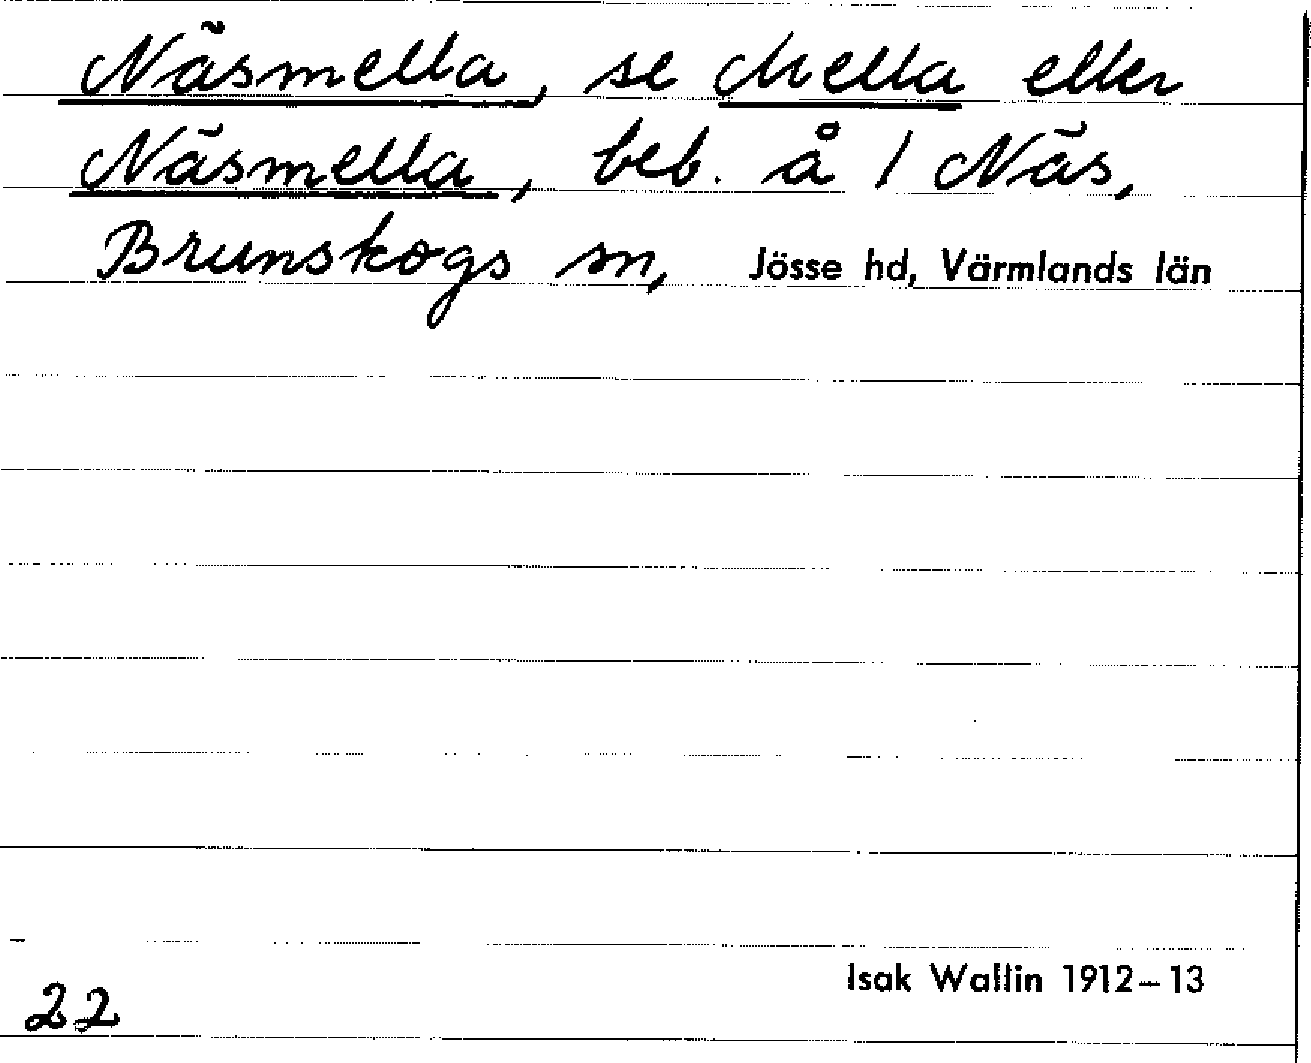 Näsmella, se Mella eller
Näsmella, beb. å 1 Näs,
Brunskogs sn, Jösse hd, Värmlands län
Isak Wallin 1912–13
22